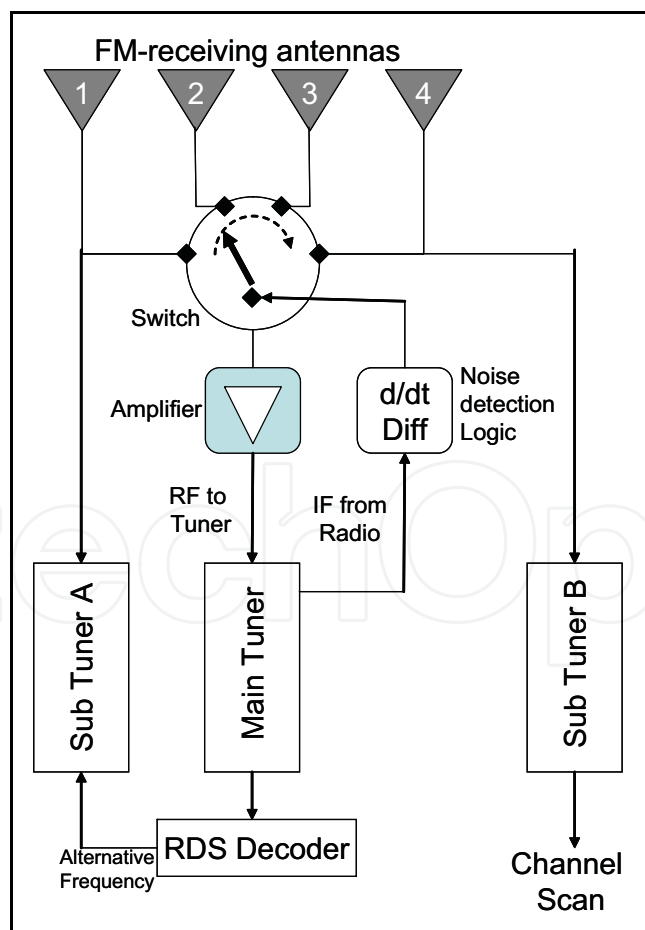 FM-receiving antennas
1 2 3 4
Switch
Amplifier
d/dt
Diff
Noise
detection
Logic
RF to
Tuner
IF from
Radio
Sub Tuner A
Main Tuner
Sub Tuner B
Alternative
Frequency
RDS Decoder
Channel
Scan